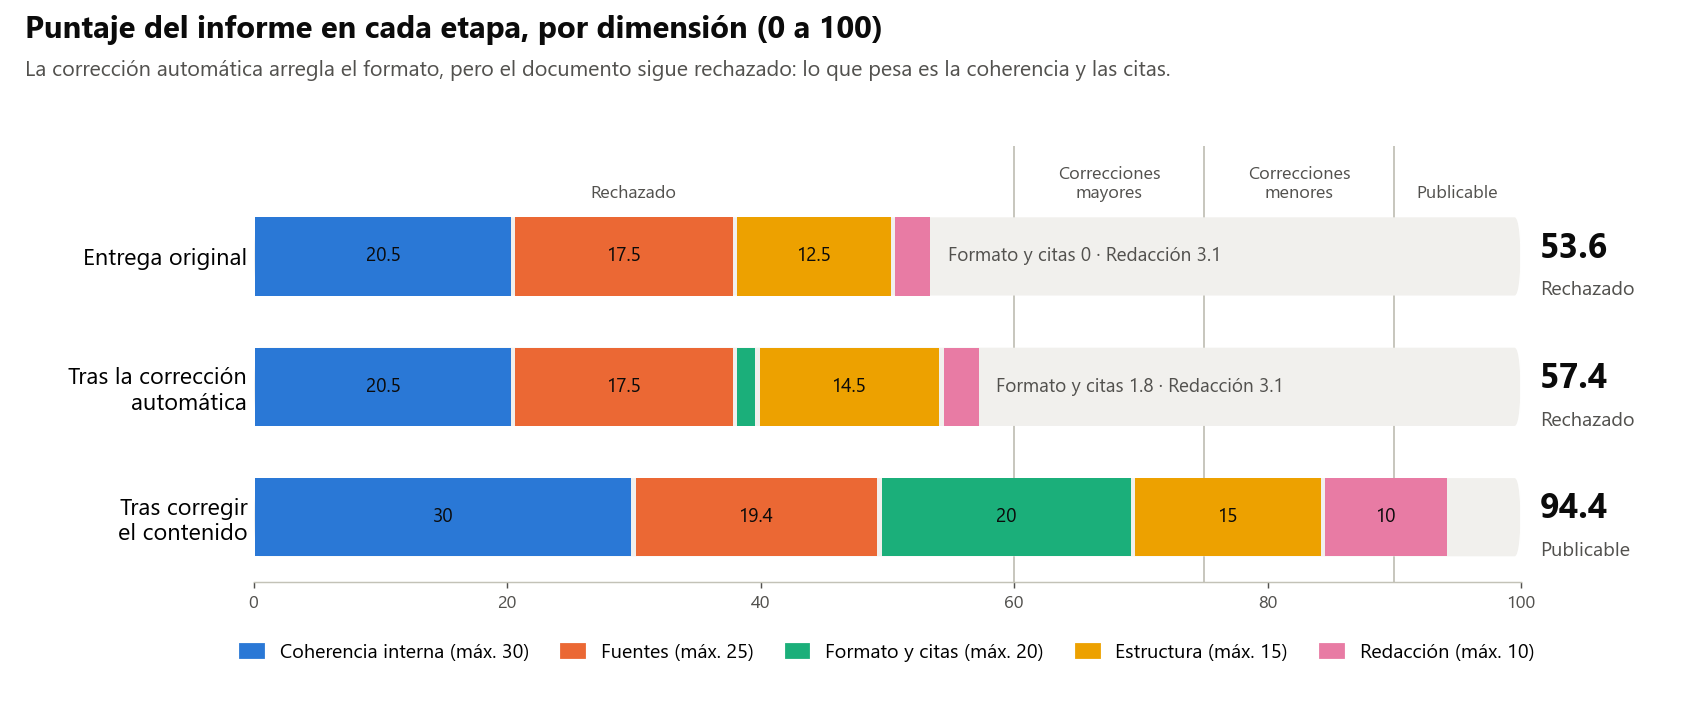 Puntaje del informe en cada etapa, por dimensión (0 a 100)
La corrección automática arregla el formato, pero el documento sigue rechazado: lo que pesa es la coherencia y las citas.
Rechazado
Correcciones
mayores
Correcciones
menores
Publicable
Entrega original
20.5
17.5
12.5
Formato y citas 0 · Redacción 3.1
53.6
Rechazado
Tras la corrección
automática
20.5
17.5
14.5
Formato y citas 1.8 · Redacción 3.1
57.4
Rechazado
Tras corregir
el contenido
30
19.4
20
15
10
94.4
Publicable
0
20
40
60
80
100
Coherencia interna (máx. 30)
Fuentes (máx. 25)
Formato y citas (máx. 20)
Estructura (máx. 15)
Redacción (máx. 10)